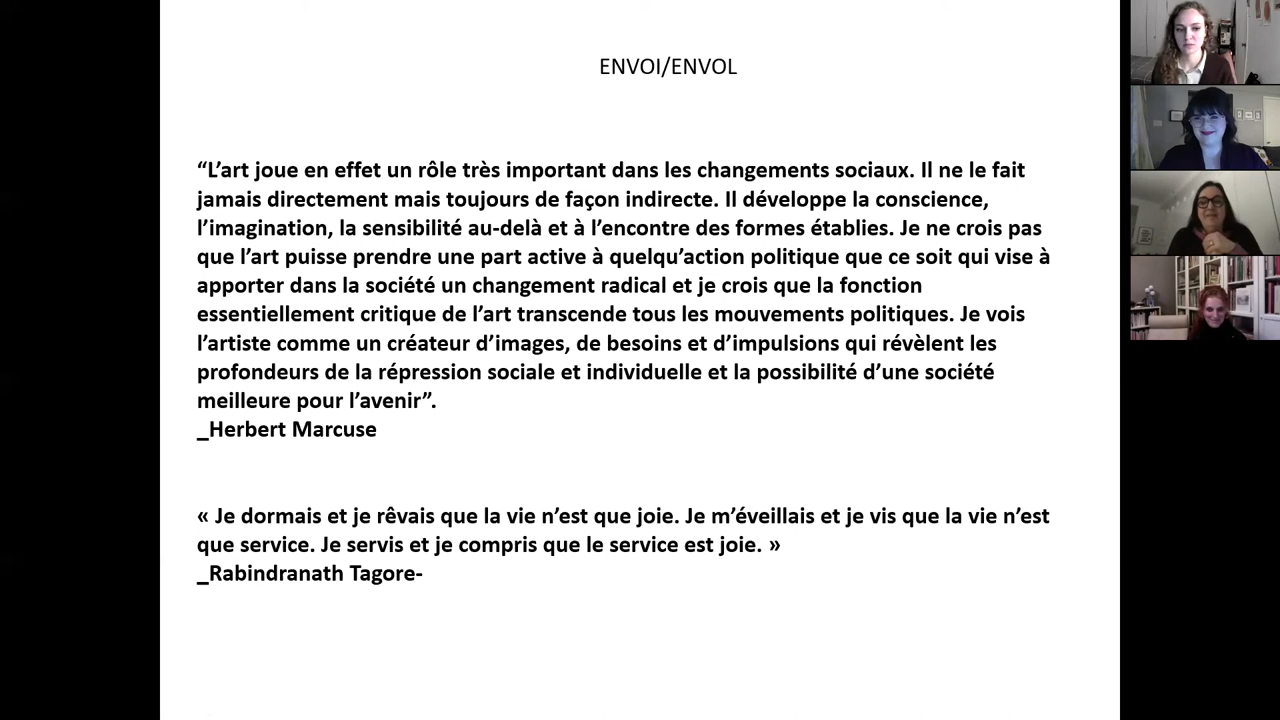 ENVOI/ENVOL
“L’art joue en effet un rôle très important dans les changements sociaux. Il ne le fait
jamais directement mais toujours de façon indirecte. Il développe la conscience,
l’imagination, la sensibilité au-delà et à l’encontre des formes établies. Je ne crois pas
que l’art puisse prendre une part active à quelqu’action politique que ce soit qui vise à
apporter dans la société un changement radical et je crois que la fonction
essentiellement critique de l’art transcende tous les mouvements politiques. Je vois
l’artiste comme un créateur d’images, de besoins et d’impulsions qui révèlent les
profondeurs de la répression sociale et individuelle et la possibilité d’une société
meilleure pour l’avenir”.
_Herbert Marcuse
« Je dormais et je rêvais que la vie n’est que joie. Je m’éveillais et je vis que la vie n’est
que service. Je servis et je compris que le service est joie. »
_Rabindranath Tagore-